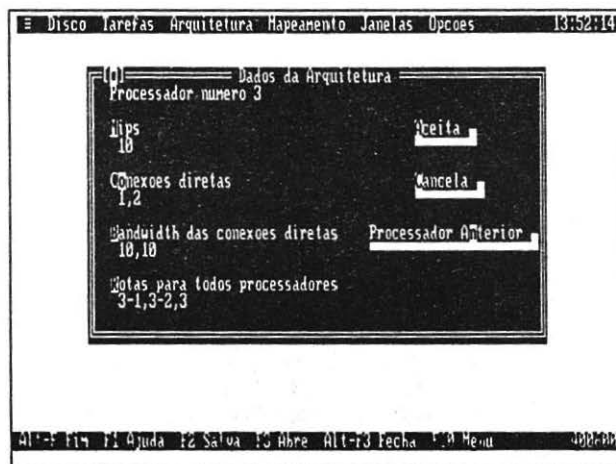 ≡ Disco Tarefas Arquitetura Mapeamento Janelas Opcoes 13:52:14
Dados da Arquitetura
Processador numero 3
Mips Aceita
10
Conexoes diretas Cancela
1,2
Bandwidth das conexoes diretas Processador Anterior
10,10
Rotas para todos processadores
3-1,3-2,3
Fim F1 Ajuda F2 Salva F3 Abre Alt-F3 Fecha Menu